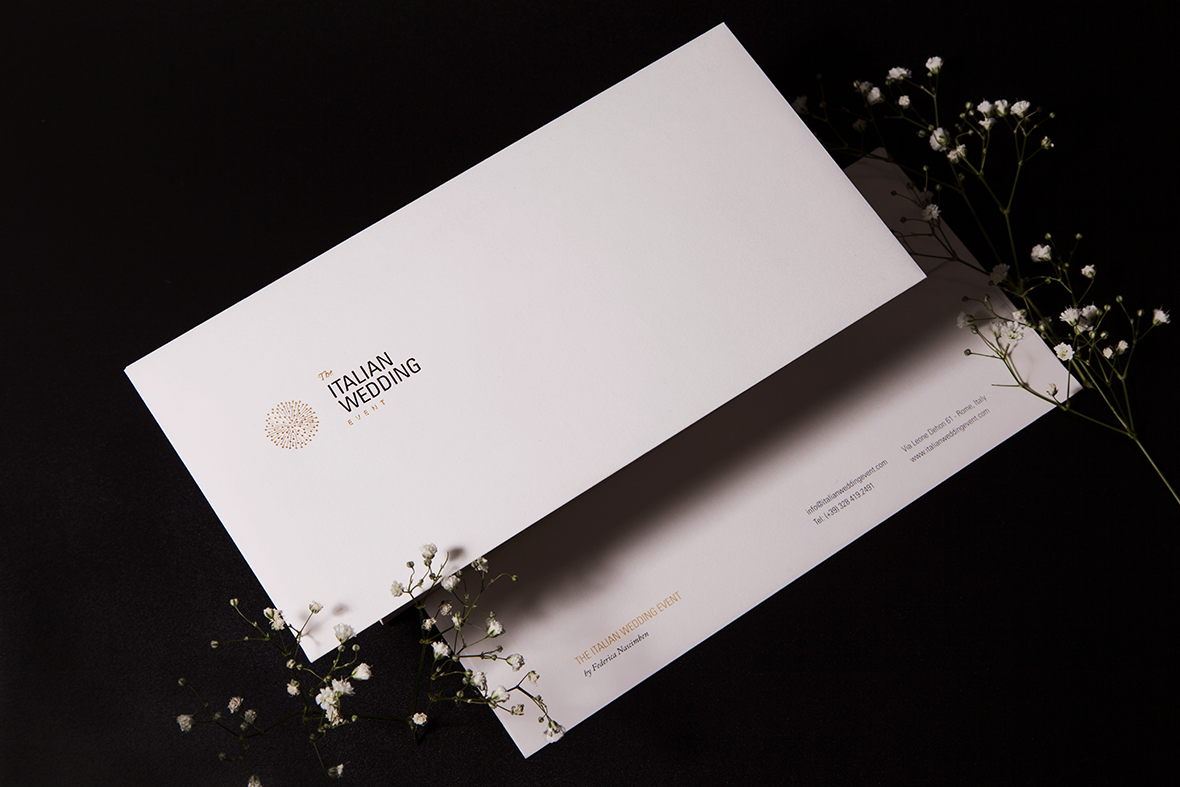 The
ITALIAN
WEDDING
EVENT
THE ITALIAN WEDDING EVENT
by Federica Nascimben
info@italianweddingevent.com
Tel: (+39) 328 419 2491
Via Leone Dehon 61 - Rome, Italy
www.italianweddingevent.com